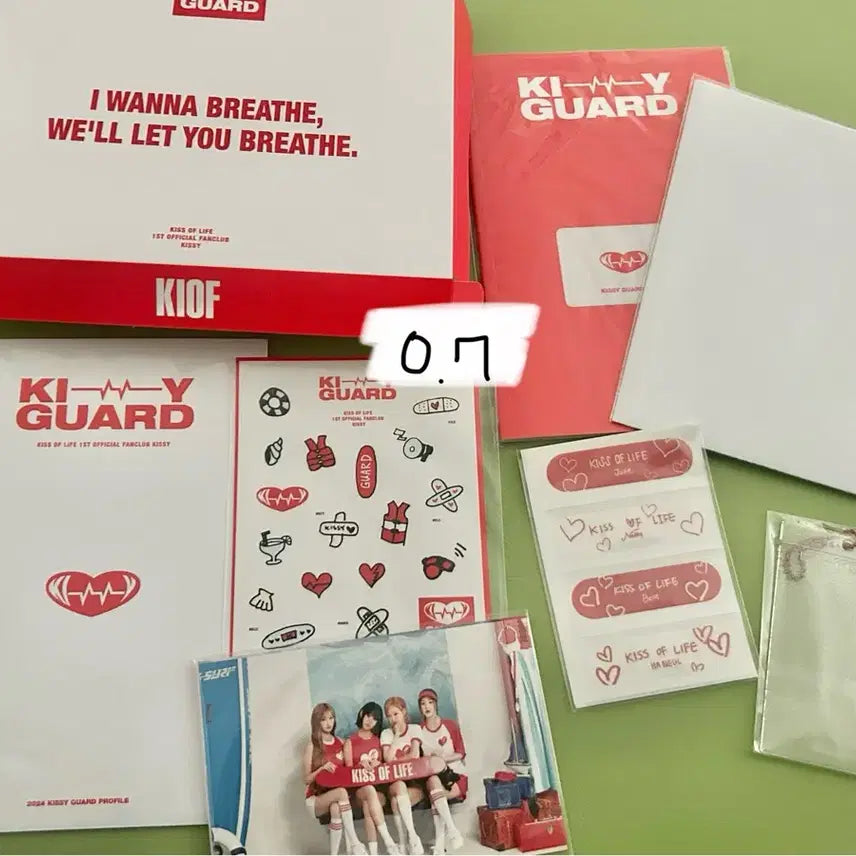 GUARD
I WANNA BREATHE,
WE'LL LET YOU BREATHE.
KISS OF LIFE
1ST OFFICIAL FANCLUB
KISSY
KIOF
KI Y
GUARD
KISSY GUARD
0.7
KI Y
GUARD
KISS OF LIFE 1ST OFFICIAL FANCLUB KISSY
2024 KISSY GUARD PROFILE
KI Y
GUARD
KISS OF LIFE
1ST OFFICIAL FANCLUB
KISSY
GUARD
KISSY
KISS OF LIFE
Julie
KISS OF LIFE
Natty
KISS OF LIFE
Belle
KISS OF LIFE
HANEUL
SURF
KISS OF LIFE